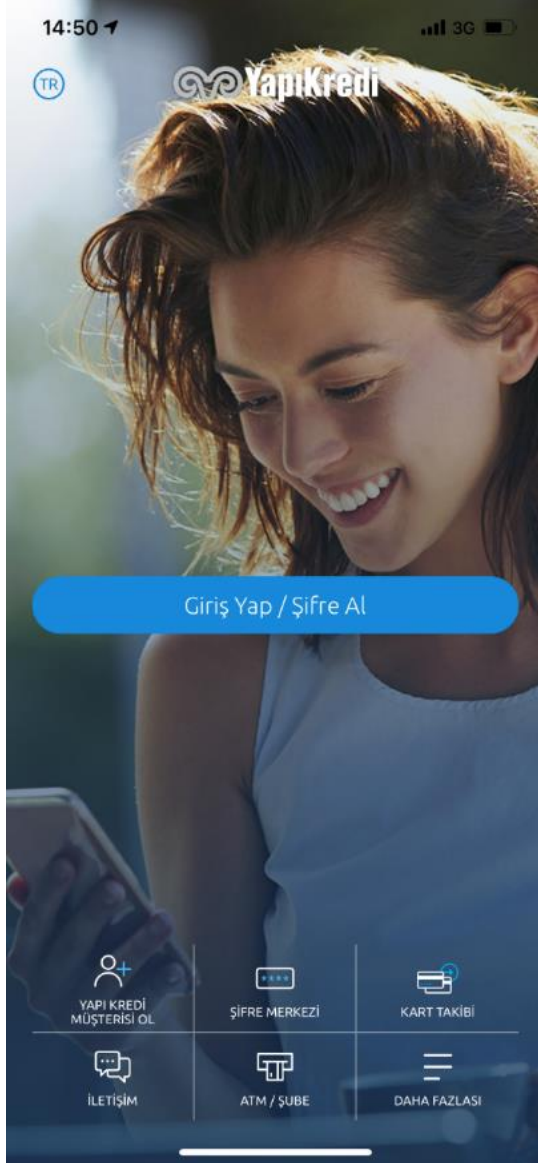 14:50
3G
TR
YapıKredi
Giriş Yap / Şifre Al
YAPI KREDİ
MÜŞTERİSİ OL
ŞİFRE MERKEZİ
KART TAKİBİ
İLETİŞİM
ATM / ŞUBE
DAHA FAZLASI